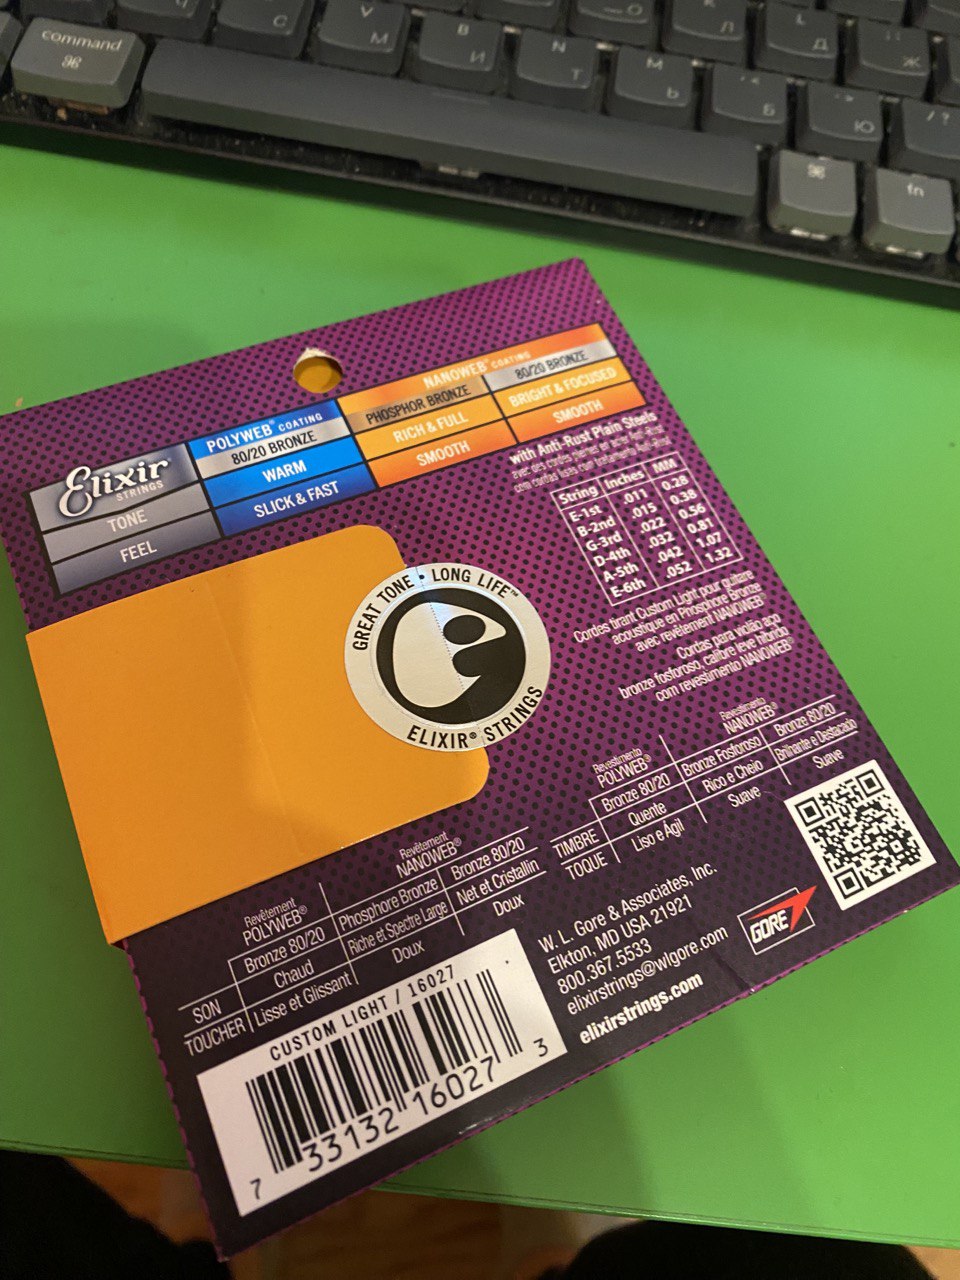 command
⌘
C
V
М
B
И
N
Т
M
Ь
Б
Ю
Л
Д
Ж
/ ?
⌘
fn
Elixir
STRINGS
TONE
FEEL
POLYWEB® COATING
80/20 BRONZE
WARM
SLICK & FAST
NANOWEB® COATING
PHOSPHOR BRONZE
80/20 BRONZE
RICH & FULL
BRIGHT & FOCUSED
SMOOTH
SMOOTH
with Anti-Rust Plain Steels
String Inches MM
E-1st .011 0.28
B-2nd .015 0.38
G-3rd .022 0.56
D-4th .032 0.81
A-5th .042 1.07
E-6th .052 1.32
GREAT TONE • LONG LIFE™
ELIXIR® STRINGS
Cordes tirant Custom Light pour guitare
acoustique en Phosphore Bronze
avec revêtement NANOWEB®
Cordas para violão aço
bronze fosforoso, calibre leve híbrido
com revestimento NANOWEB®
Revestimento
POLYWEB®
Revestimento
NANOWEB®
Bronze 80/20
Bronze Fosforoso
Bronze 80/20
TIMBRE
Quente
Rico e Cheio
Brilhante e Destacado
TOQUE
Liso e Ágil
Suave
Suave
Revêtement
POLYWEB®
Revêtement
NANOWEB®
Bronze 80/20
Phosphore Bronze
Bronze 80/20
SON
Chaud
Riche et Spectre Large
Net et Cristallin
TOUCHER
Lisse et Glissant
Doux
Doux
W. L. Gore & Associates, Inc.
Elkton, MD USA 21921
800.367.5533
elixirstrings@wlgore.com
elixirstrings.com
GORE
CUSTOM LIGHT / 16027
7 33132 16027 3